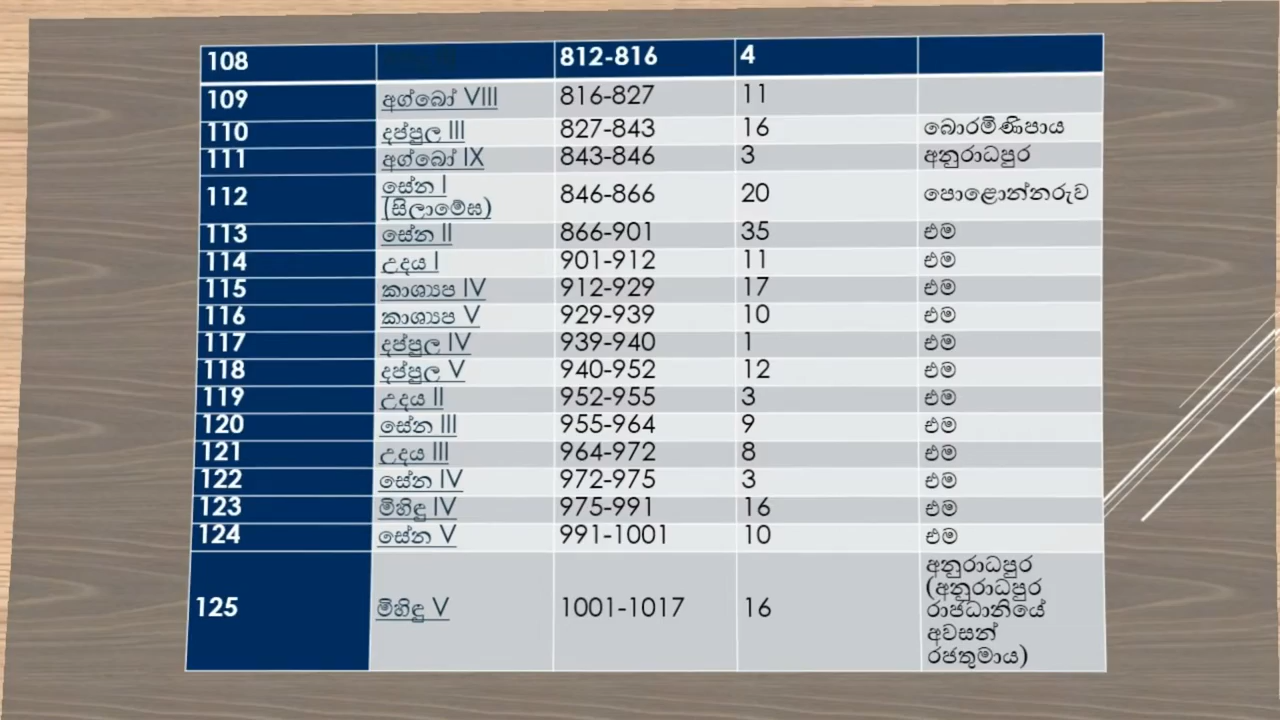 108 812-816 4
109 අග්බෝ VIII 816-827 11
110 දප්පුල III 827-843 16 බොරමිණිපාය
111 අග්බෝ IX 843-846 3 අනුරාධපුර
112 සේන I (සිලාමේඝ) 846-866 20 පොළොන්නරුව
113 සේන II 866-901 35 එම
114 උදය I 901-912 11 එම
115 කාශ්‍යප IV 912-929 17 එම
116 කාශ්‍යප V 929-939 10 එම
117 දප්පුල IV 939-940 1 එම
118 දප්පුල V 940-952 12 එම
119 උදය II 952-955 3 එම
120 සේන III 955-964 9 එම
121 උදය III 964-972 8 එම
122 සේන IV 972-975 3 එම
123 මිහිඳු IV 975-991 16 එම
124 සේන V 991-1001 10 එම
125 මිහිඳු V 1001-1017 16 අනුරාධපුර
(අනුරාධපුර
රාජධානියේ
අවසන්
රජතුමාය)